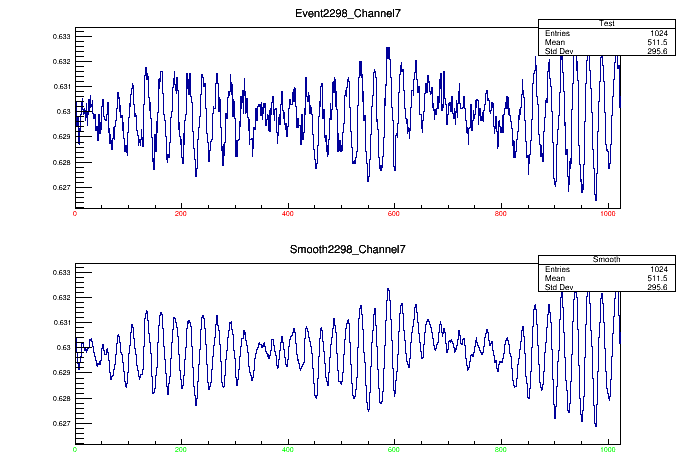 Event2298_Channel7
Test
Entries 1024
Mean 511.5
Std Dev 295.6
0.633
0.632
0.631
0.63
0.629
0.628
0.627
0 200 400 600 800 1000
Smooth2298_Channel7
Smooth
Entries 1024
Mean 511.5
Std Dev 295.6
0.633
0.632
0.631
0.63
0.629
0.628
0.627
0 200 400 600 800 1000